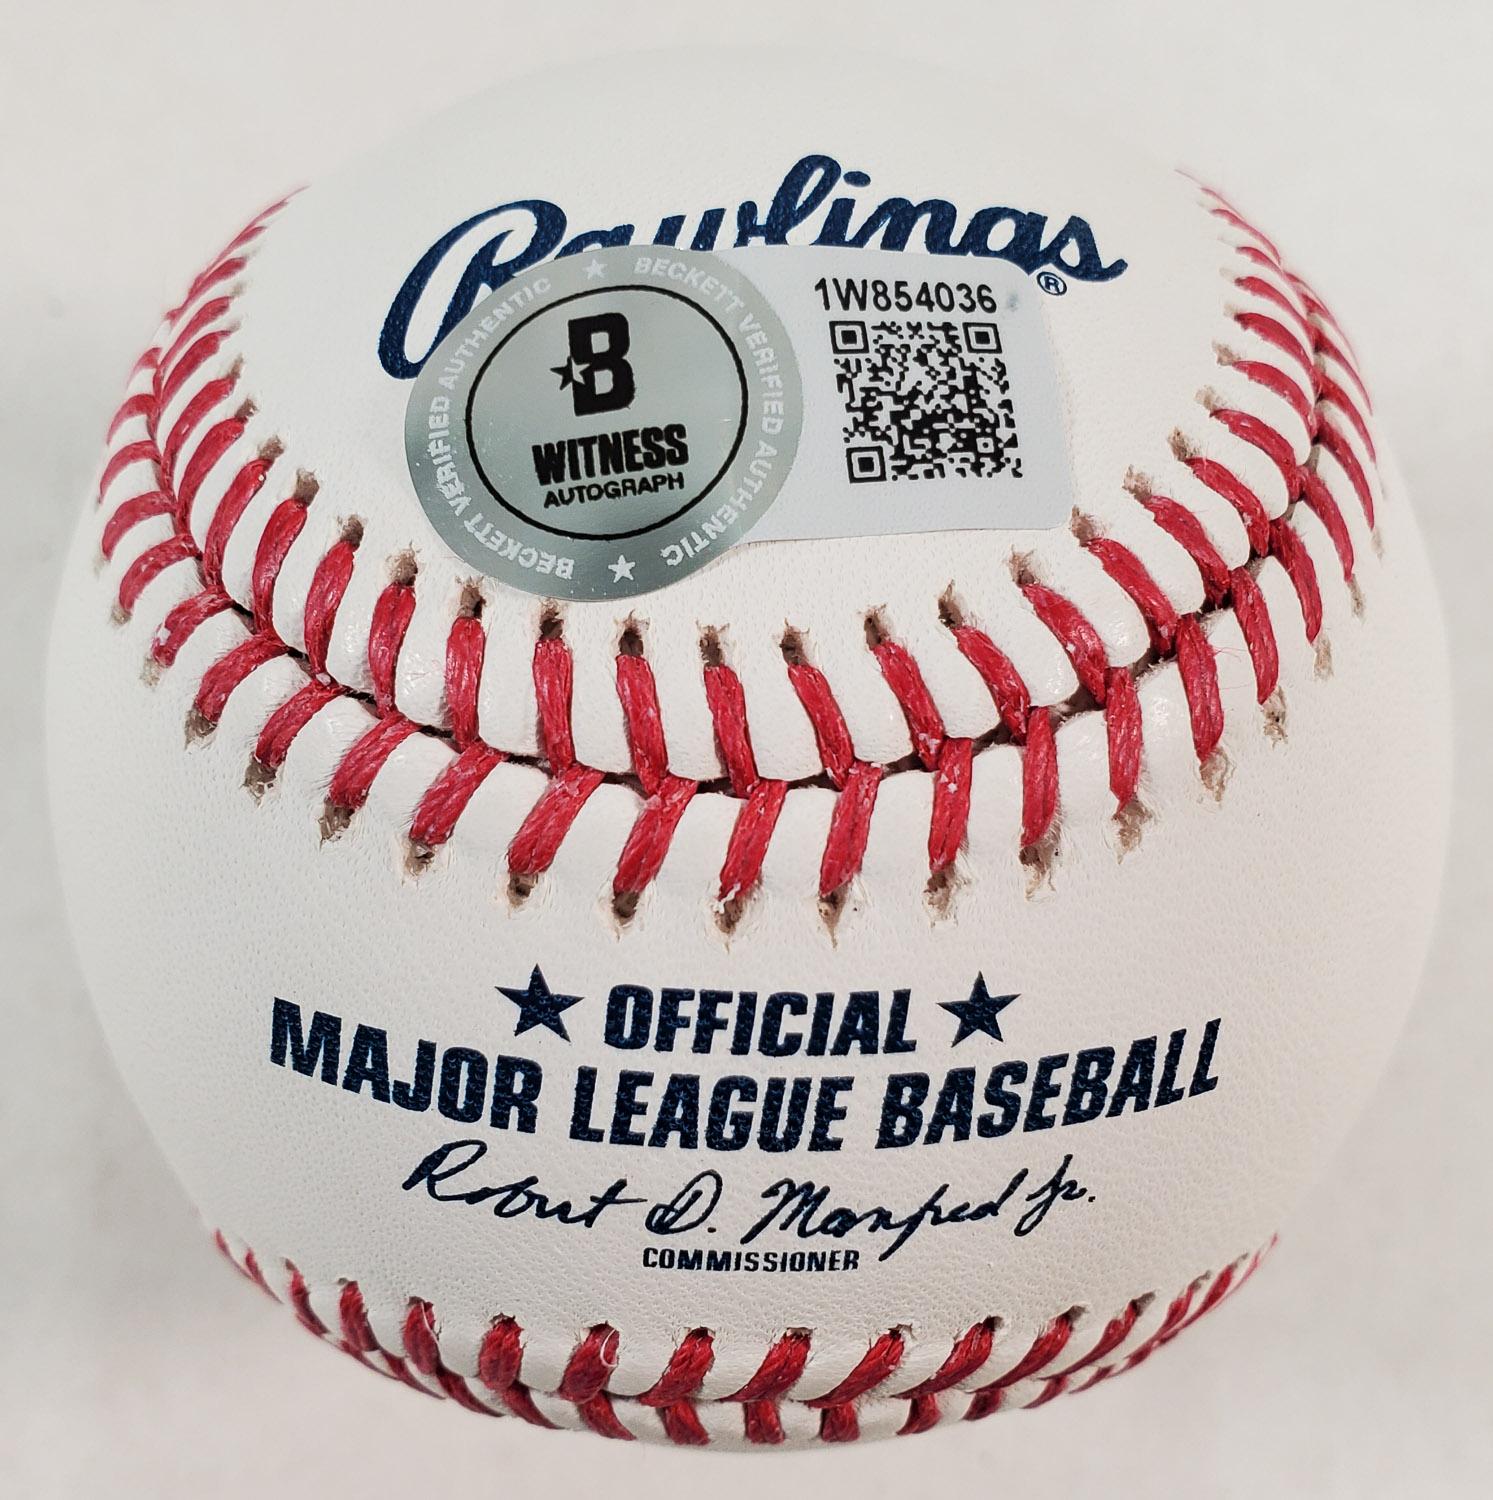 Rawlings
®
1W854036
BECKETT VERIFIED AUTHENTIC ★ BECKETT VERIFIED AUTHENTIC ★
B
WITNESS
AUTOGRAPH
★ OFFICIAL ★
MAJOR LEAGUE BASEBALL
Robert D. Manfred Jr.
COMMISSIONER